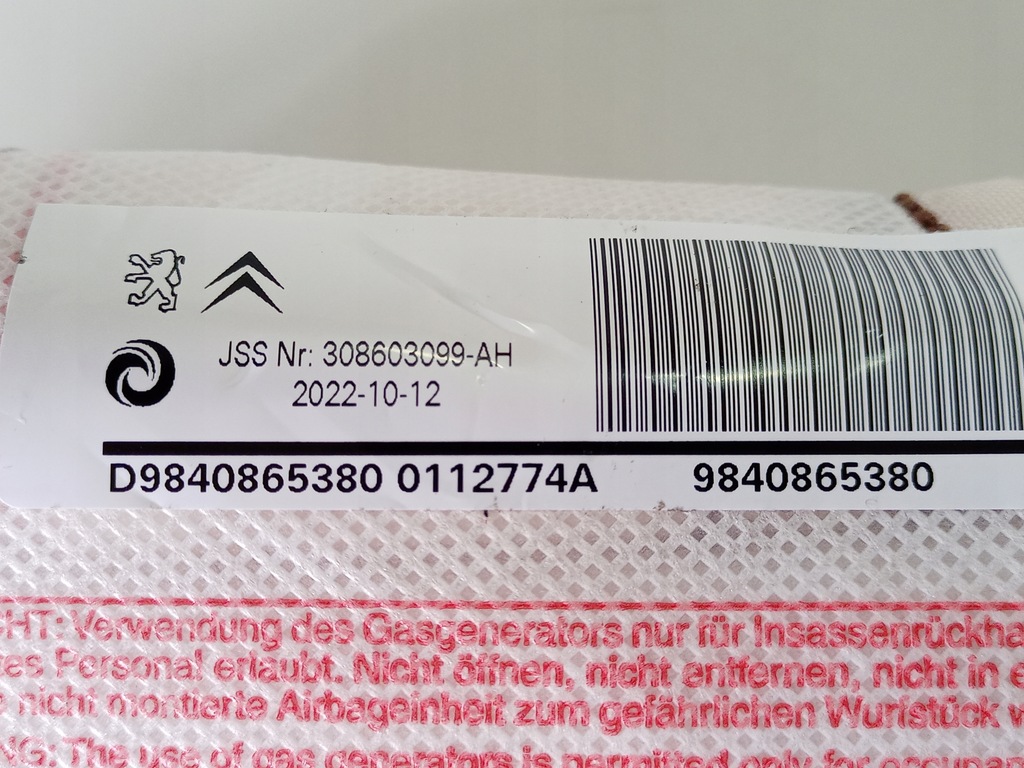 JSS Nr: 308603099-AH
2022-10-12
D9840865380 0112774A 9840865380
Verwendung des Gasgenerators nur für
Personal erlaubt. Nicht öffnen, nicht entfernen, nicht in
nicht montierte Airbageinheit zum gefährlichen Wurfstück
The use of gas generators is permitted only for